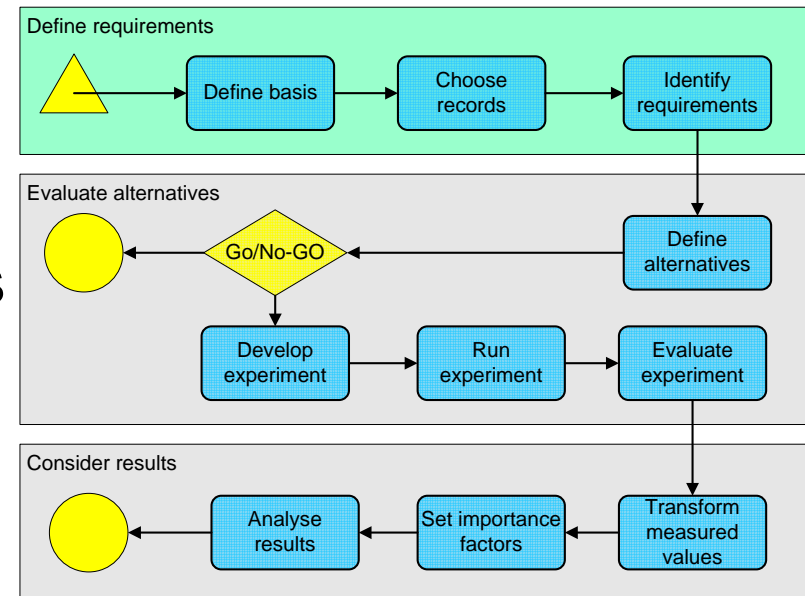 Define requirements
Define basis
Choose
records
Identify
requirements
Evaluate alternatives
Go/No-GO
Define
alternatives
s
Develop
experiment
Run
experiment
Evaluate
experiment
Consider results
Analyse
results
Set importance
factors
Transform
measured
values